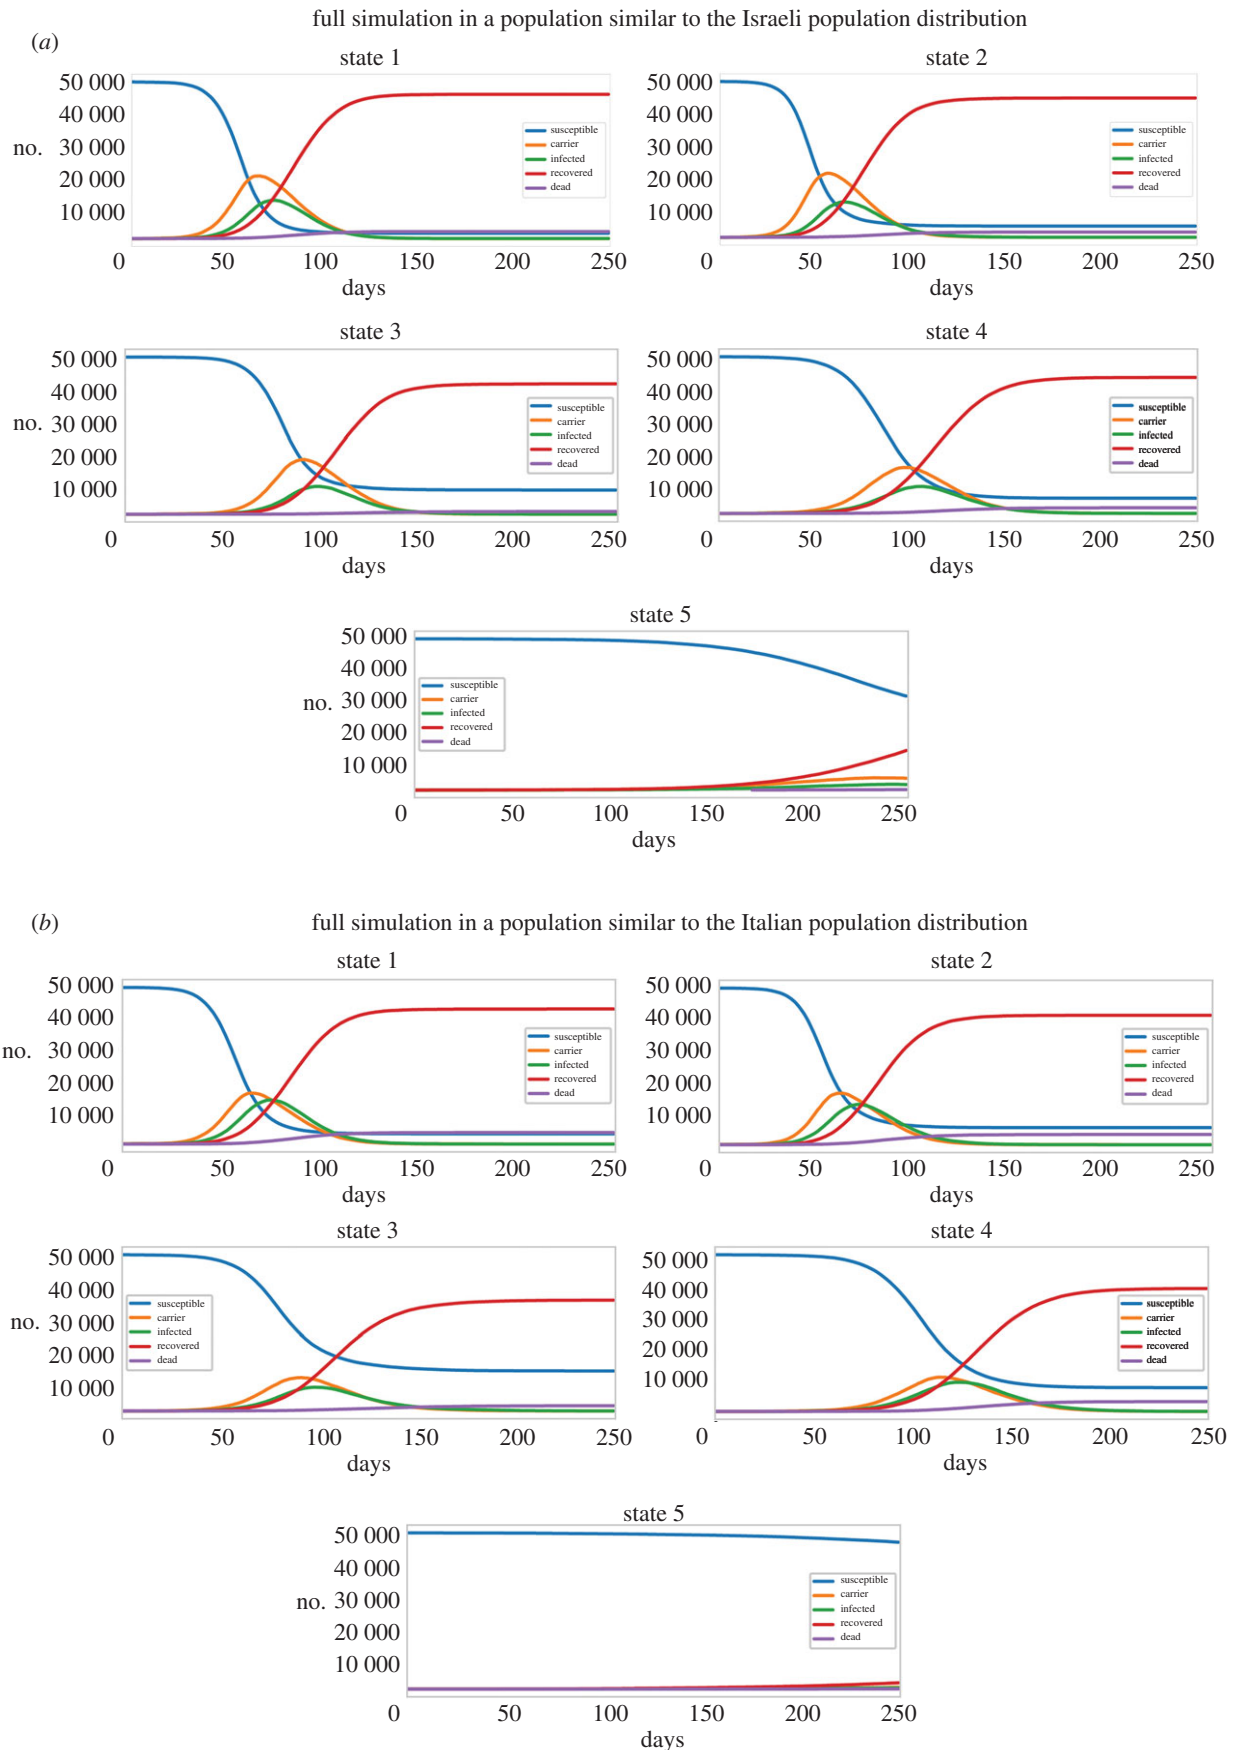 full simulation in a population similar to the Israeli population distribution
(a)
state 1
no.
50 000
40 000
30 000
20 000
10 000
susceptible
carrier
infected
recovered
dead
0 50 100 150 200 250
days
state 2
50 000
40 000
30 000
20 000
10 000
susceptible
carrier
infected
recovered
dead
0 50 100 150 200 250
days
state 3
no.
50 000
40 000
30 000
20 000
10 000
susceptible
carrier
infected
recovered
dead
0 50 100 150 200 250
days
state 4
50 000
40 000
30 000
20 000
10 000
susceptible
carrier
infected
recovered
dead
0 50 100 150 200 250
days
state 5
no.
50 000
40 000
30 000
20 000
10 000
susceptible
carrier
infected
recovered
dead
0 50 100 150 200 250
days
(b)
full simulation in a population similar to the Italian population distribution
state 1
no.
50 000
40 000
30 000
20 000
10 000
susceptible
carrier
infected
recovered
dead
0 50 100 150 200 250
days
state 2
50 000
40 000
30 000
20 000
10 000
susceptible
carrier
infected
recovered
dead
0 50 100 150 200 250
days
state 3
no.
50 000
40 000
30 000
20 000
10 000
susceptible
carrier
infected
recovered
dead
0 50 100 150 200 250
days
state 4
50 000
40 000
30 000
20 000
10 000
susceptible
carrier
infected
recovered
dead
0 50 100 150 200 250
days
state 5
no.
50 000
40 000
30 000
20 000
10 000
susceptible
carrier
infected
recovered
dead
0 50 100 150 200 250
days